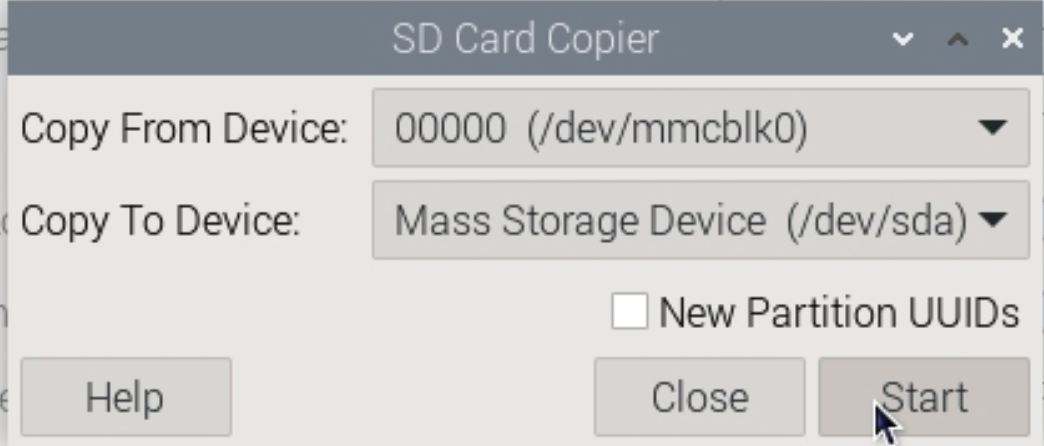 SD Card Copier
Copy From Device: 00000 (/dev/mmcblk0)
Copy To Device: Mass Storage Device (/dev/sda)
New Partition UUIDs
Help Close Start